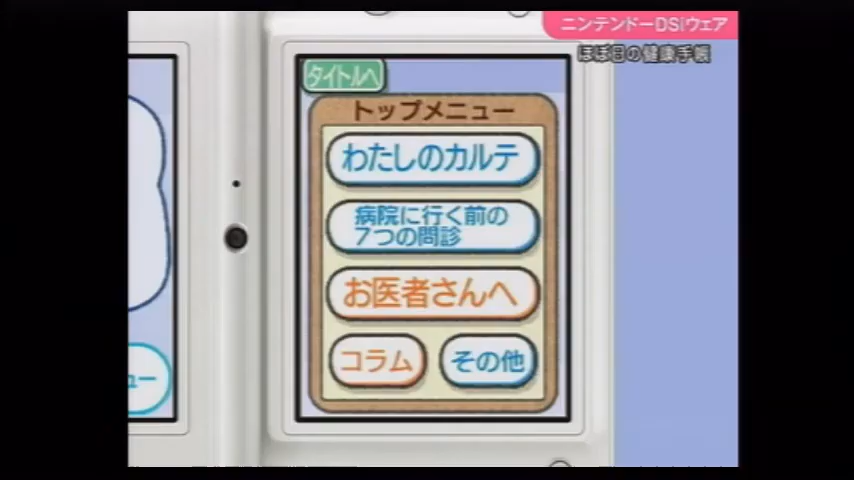 ニンテンドーDSiウェア
ほぼ日の健康手帳
タイトルへ
トップメニュー
わたしのカルテ
病院に行く前の
7つの問診
お医者さんへ
コラム
その他
ュー